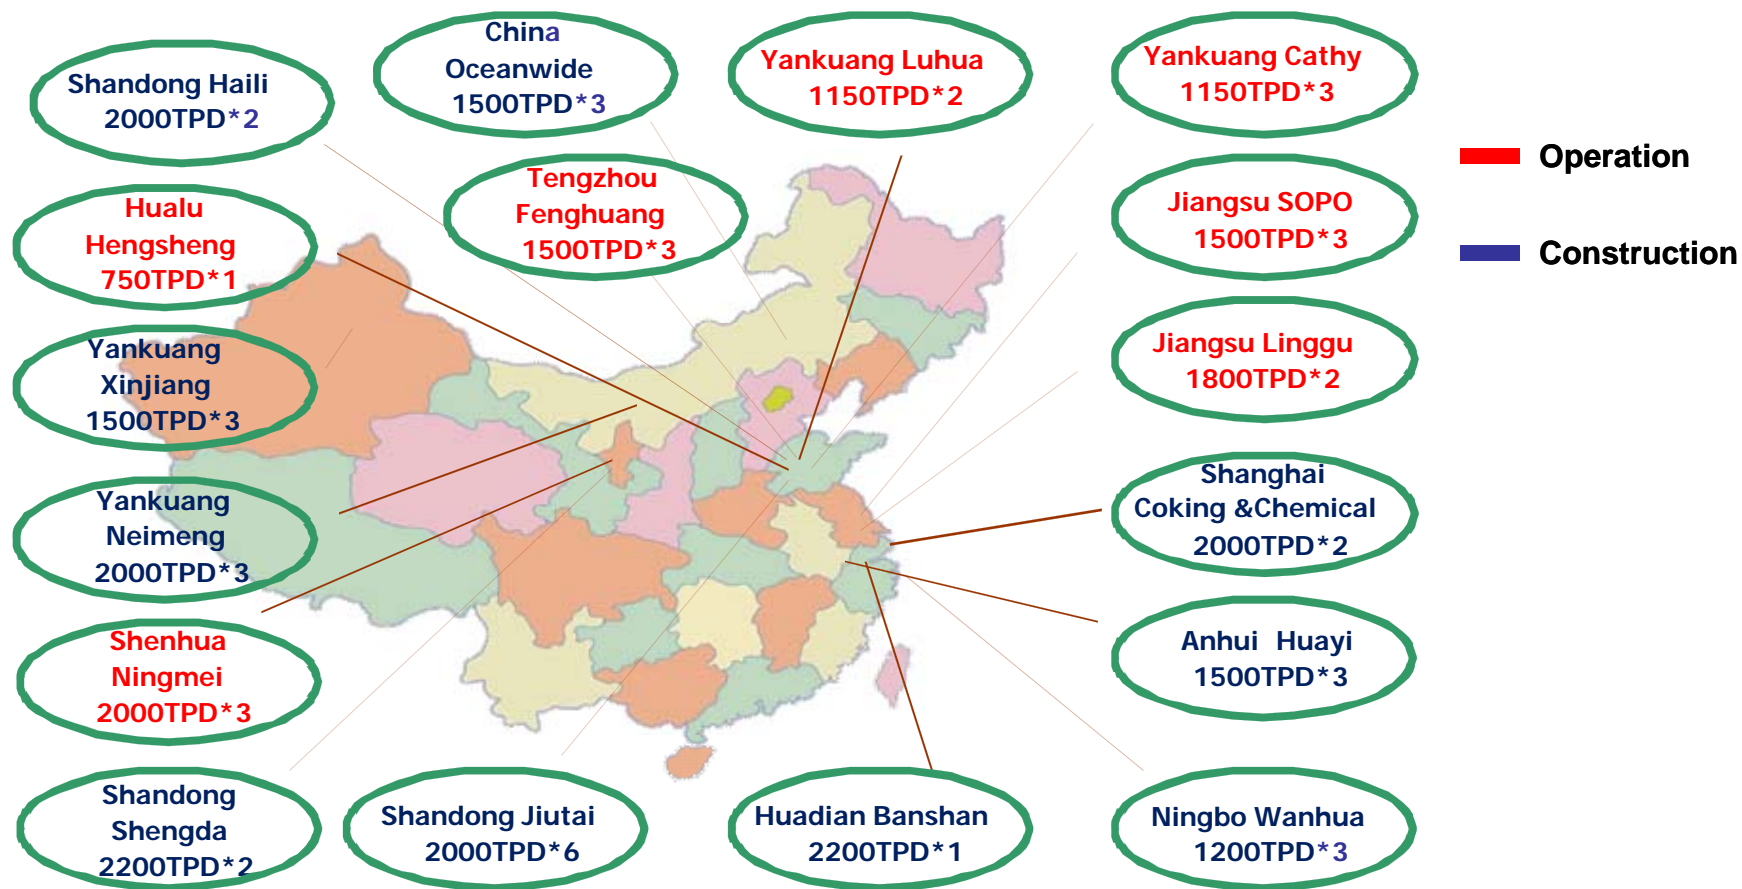 Shandong Haili
2000TPD*2
China
Oceanwide
1500TPD*3
Yankuang Luhua
1150TPD*2
Yankuang Cathy
1150TPD*3
Operation
Construction
Hualu
Hengsheng
750TPD*1
Tengzhou
Fenghuang
1500TPD*3
Jiangsu SOPO
1500TPD*3
Yankuang
Xinjiang
1500TPD*3
Jiangsu Linggu
1800TPD*2
Yankuang
Neimeng
2000TPD*3
Shanghai
Coking &Chemical
2000TPD*2
Shenhua
Ningmei
2000TPD*3
Anhui Huayi
1500TPD*3
Shandong
Shengda
2200TPD*2
Shandong Jiutai
2000TPD*6
Huadian Banshan
2200TPD*1
Ningbo Wanhua
1200TPD*3